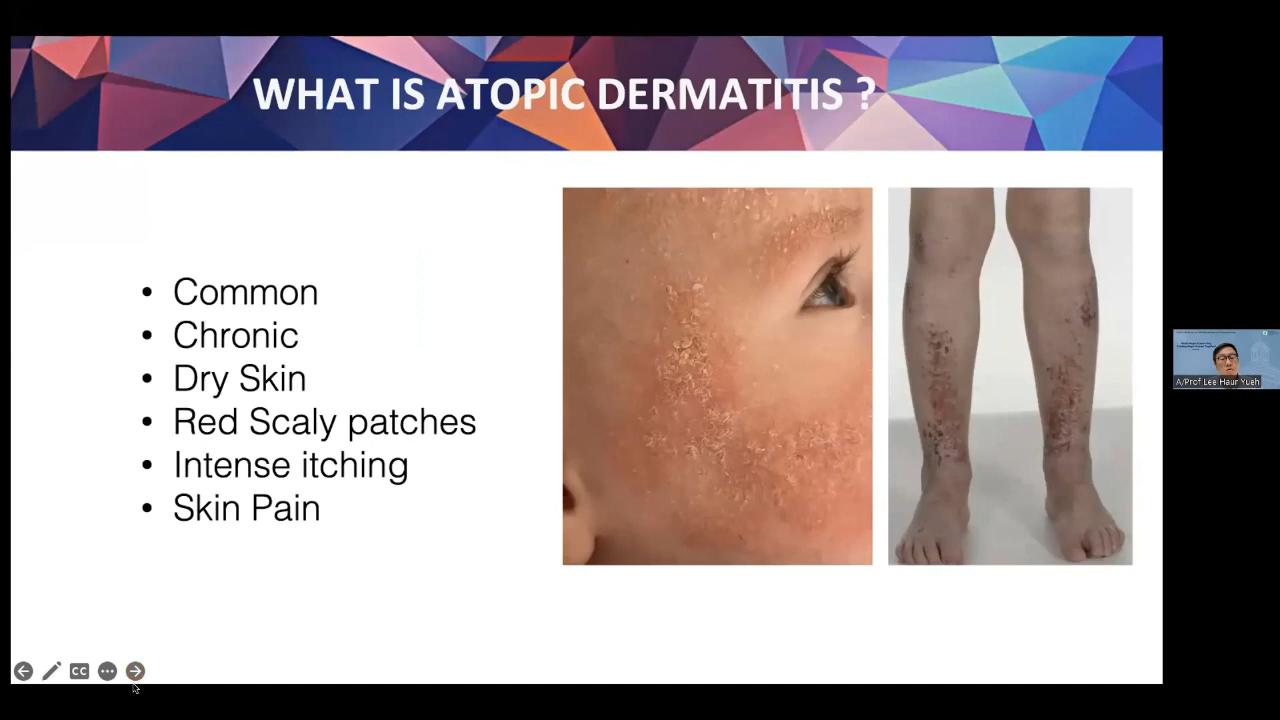 WHAT IS ATOPIC DERMATITIS ?
• Common
• Chronic
• Dry Skin
• Red Scaly patches
• Intense itching
• Skin Pain
CC
A/Prof Lee Haur Yueh